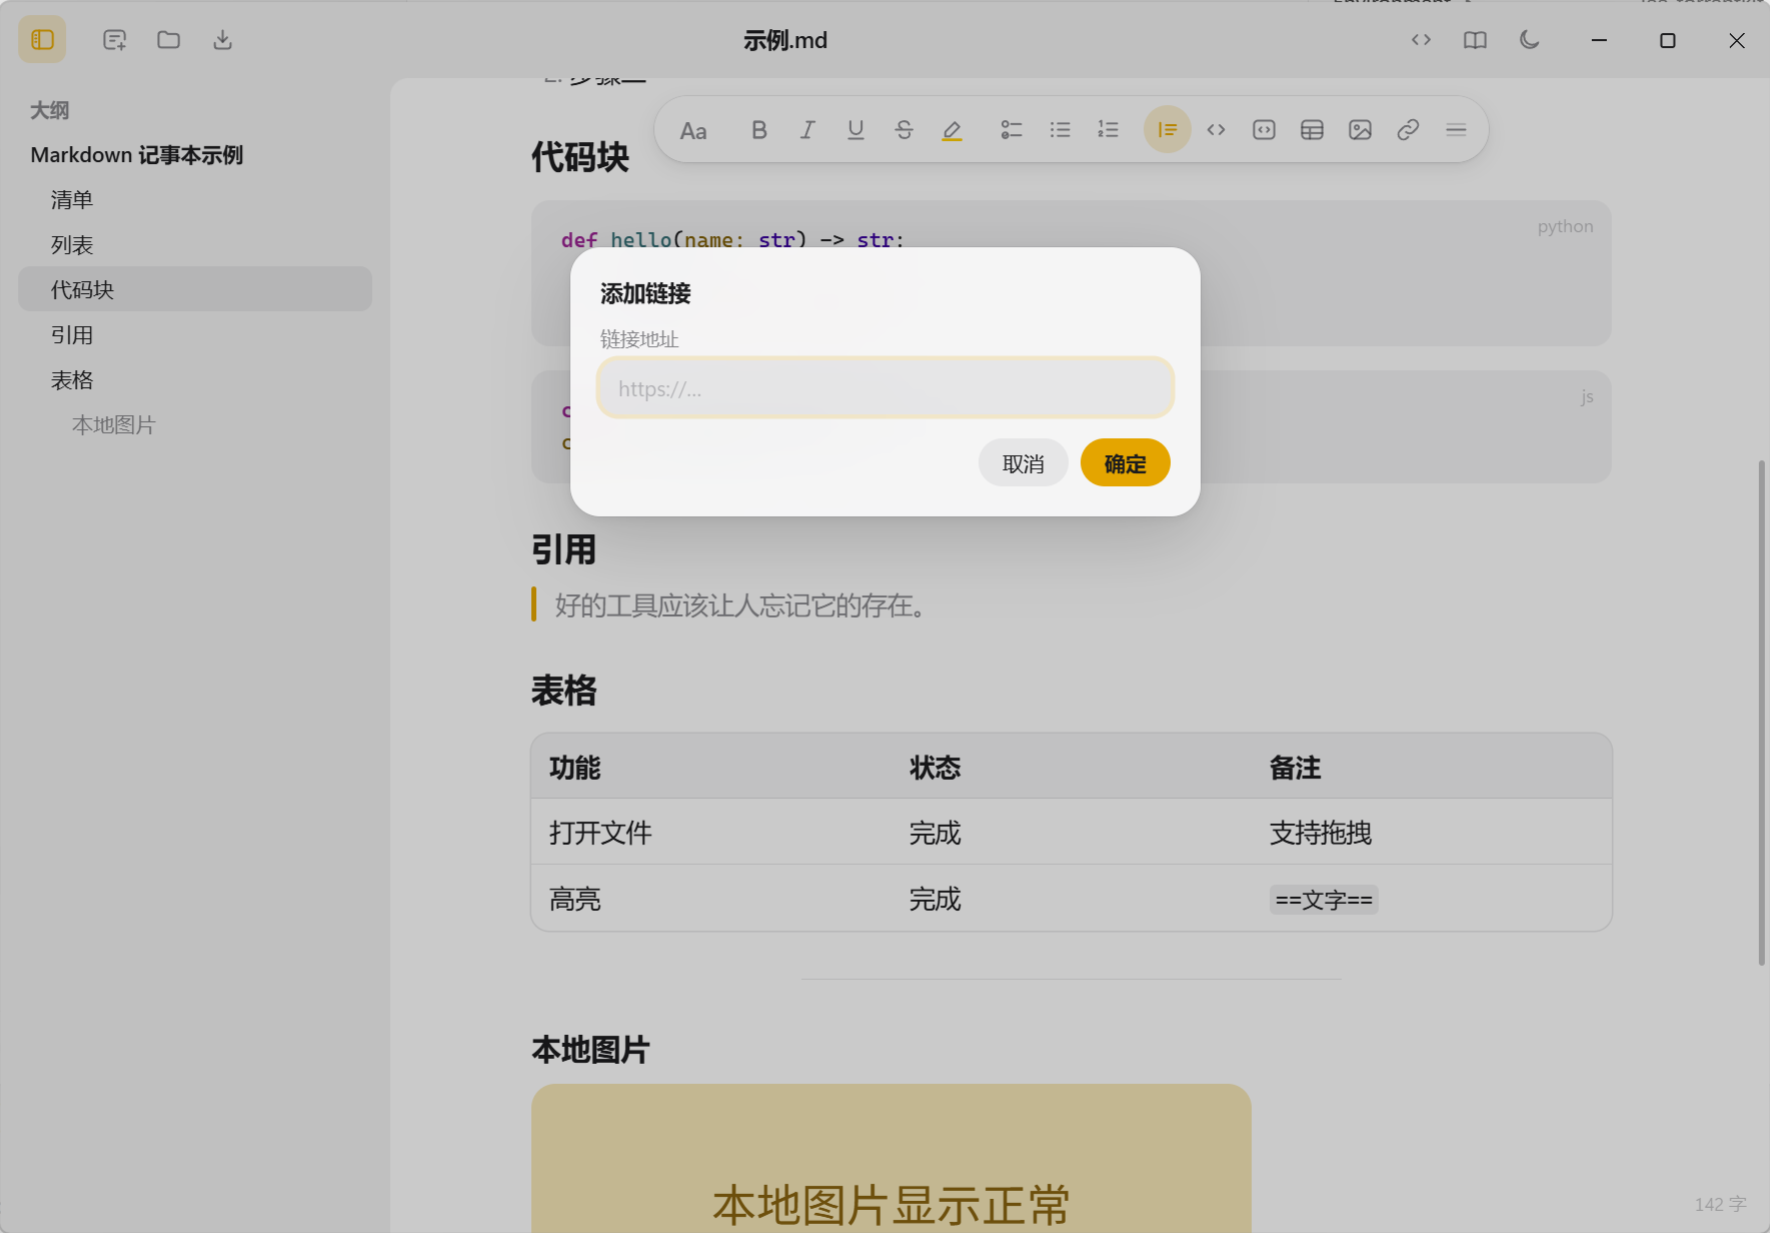 示例.md
大纲
Markdown 记事本示例
清单
列表
代码块
引用
表格
本地图片
Aa B I U S
代码块
python
def hello(name: str) -> str:
js
添加链接
链接地址
https://...
取消 确定
引用
好的工具应该让人忘记它的存在。
表格
功能 状态 备注
打开文件 完成 支持拖拽
高亮 完成 ==文字==
本地图片
本地图片显示正常
142 字